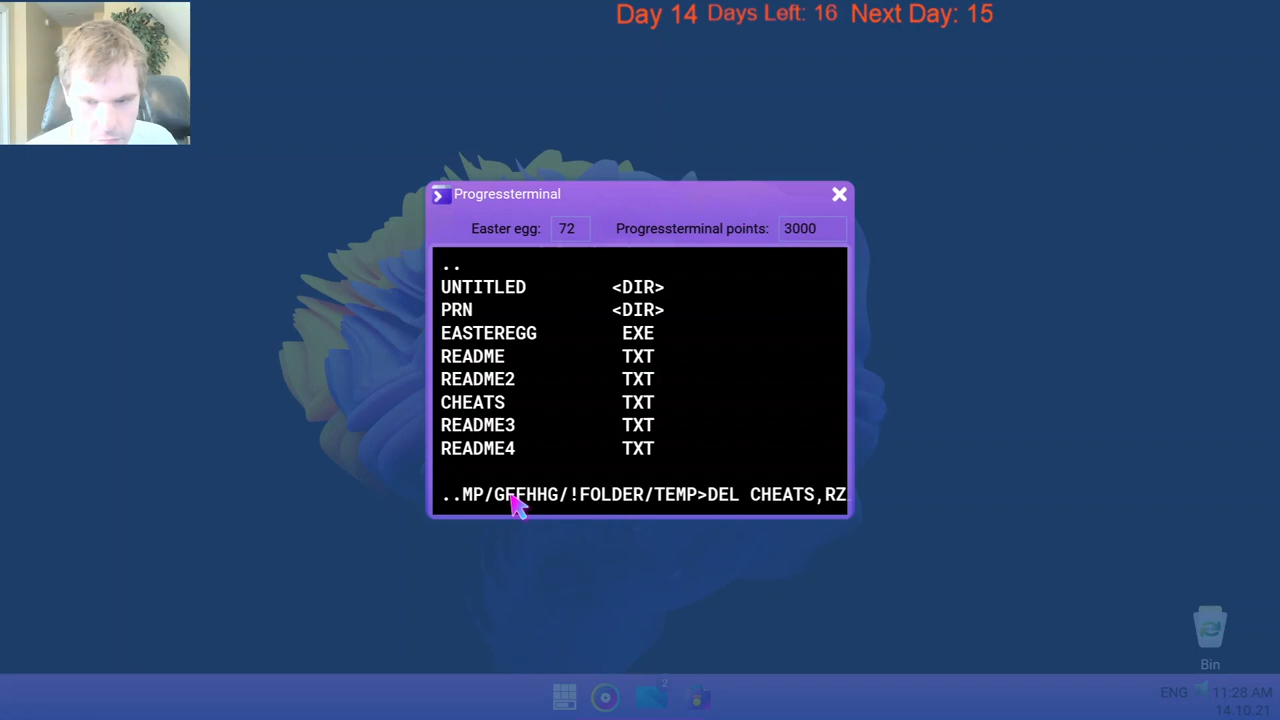 Day 14 Days Left: 16 Next Day: 15
Progressterminal
Easter egg: 72 Progressterminal points: 3000
..
UNTITLED <DIR>
PRN <DIR>
EASTEREGG EXE
README TXT
README2 TXT
CHEATS TXT
README3 TXT
README4 TXT
..MP/GFFHHG/!FOLDER/TEMP>DEL CHEATS,RZ
Bin
2
ENG 11:28 AM
14.10.21